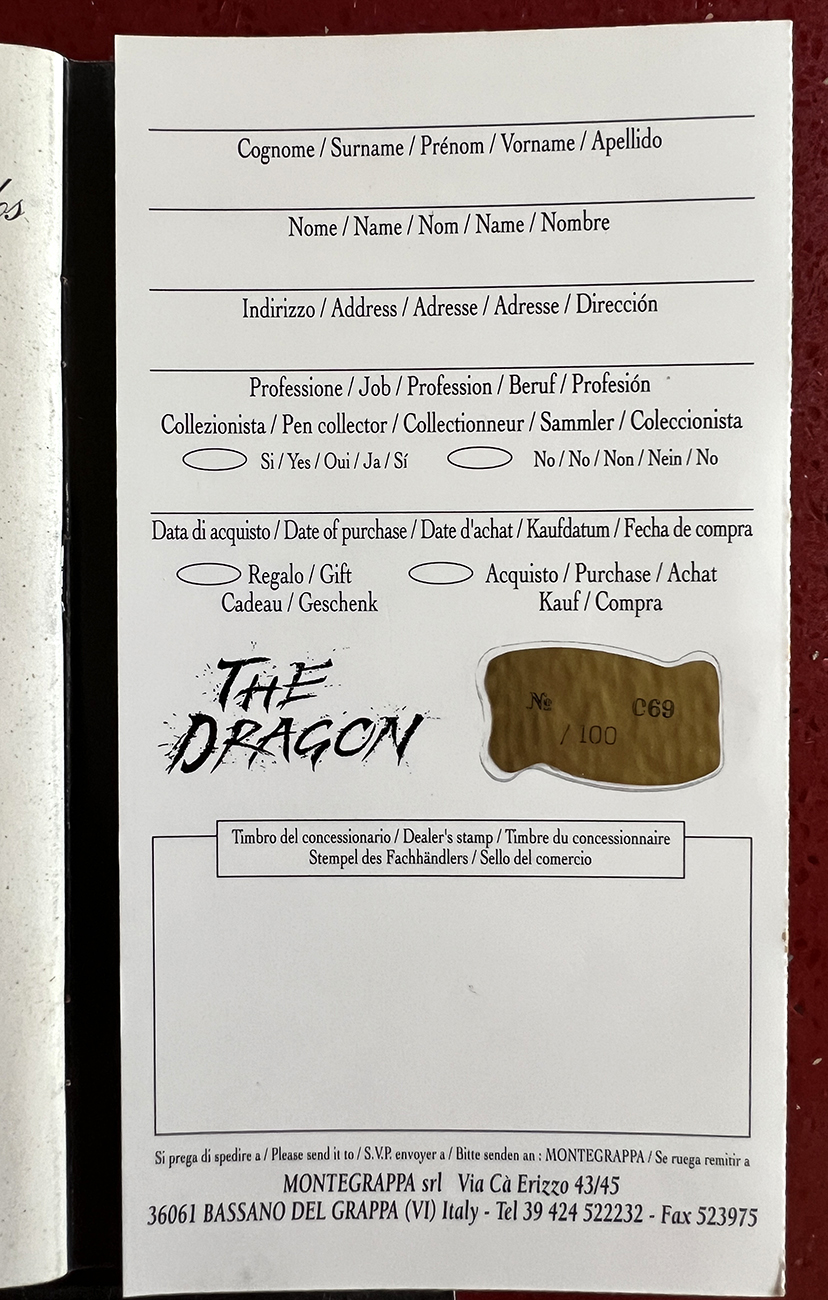 Cognome / Surname / Prénom / Vorname / Apellido
Nome / Name / Nom / Name / Nombre
Indirizzo / Address / Adresse / Adresse / Dirección
Professione / Job / Profession / Beruf / Profesión
Collezionista / Pen collector / Collectionneur / Sammler / Coleccionista
Si / Yes / Oui / Ja / Sí No / No / Non / Nein / No
Data di acquisto / Date of purchase / Date d'achat / Kaufdatum / Fecha de compra
Regalo / Gift Acquisto / Purchase / Achat
Cadeau / Geschenk Kauf / Compra
THE
DRAGON
№ 069
/ 100
Timbro del concessionario / Dealer's stamp / Timbre du concessionnaire
Stempel des Fachhändlers / Sello del comercio
Si prega di spedire a / Please send it to / S.V.P. envoyer a / Bitte senden an : MONTEGRAPPA / Se ruega remitir a
MONTEGRAPPA srl Via Cà Erizzo 43/45
36061 BASSANO DEL GRAPPA (VI) Italy - Tel 39 424 522232 - Fax 523975